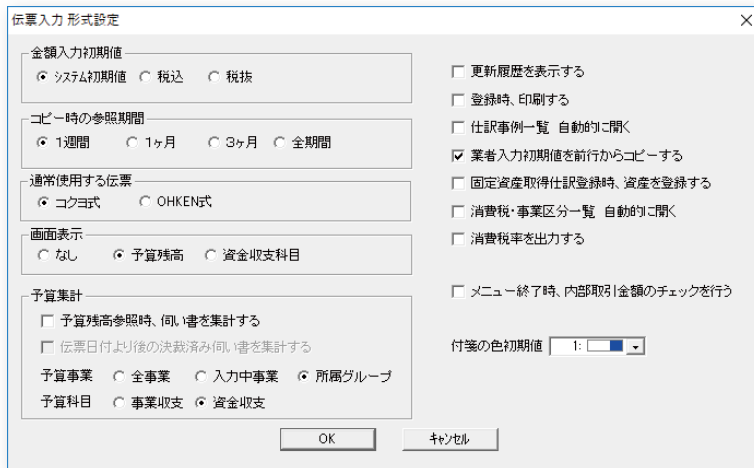 伝票入力 形式設定
金額入力初期値
システム初期値 税込 税抜
コピー時の参照期間
1週間 1ヶ月 3ヶ月 全期間
通常使用する伝票
コクヨ式 OHKEN式
画面表示
なし 予算残高 資金収支科目
予算集計
予算残高参照時、伺い書を集計する
伝票日付より後の決裁済み伺い書を集計する
予算事業 全事業 入力中事業 所属グループ
予算科目 事業収支 資金収支
更新履歴を表示する
登録時、印刷する
仕訳事例一覧 自動的に開く
業者入力初期値を前行からコピーする
固定資産取得仕訳登録時、資産を登録する
消費税・事業区分一覧 自動的に開く
消費税率を出力する
メニュー終了時、内部取引金額のチェックを行う
付箋の色初期値 1:
OK キャンセル